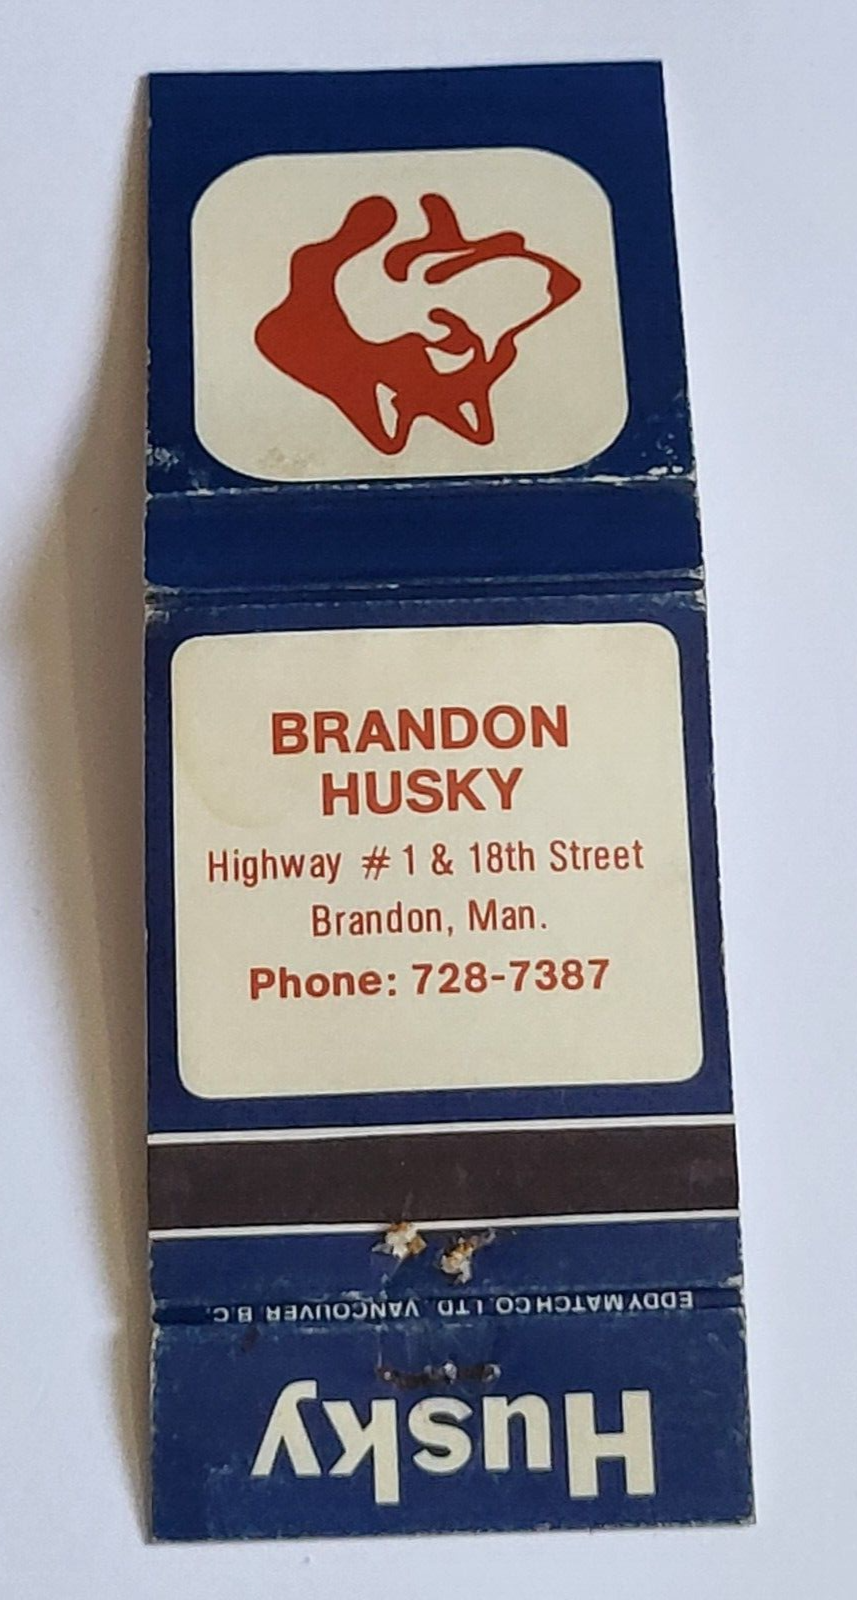 BRANDON
HUSKY
Highway # 1 & 18th Street
Brandon, Man.
Phone: 728-7387
EDDY MATCH CO. LTD. VANCOUVER B.C.
Husky